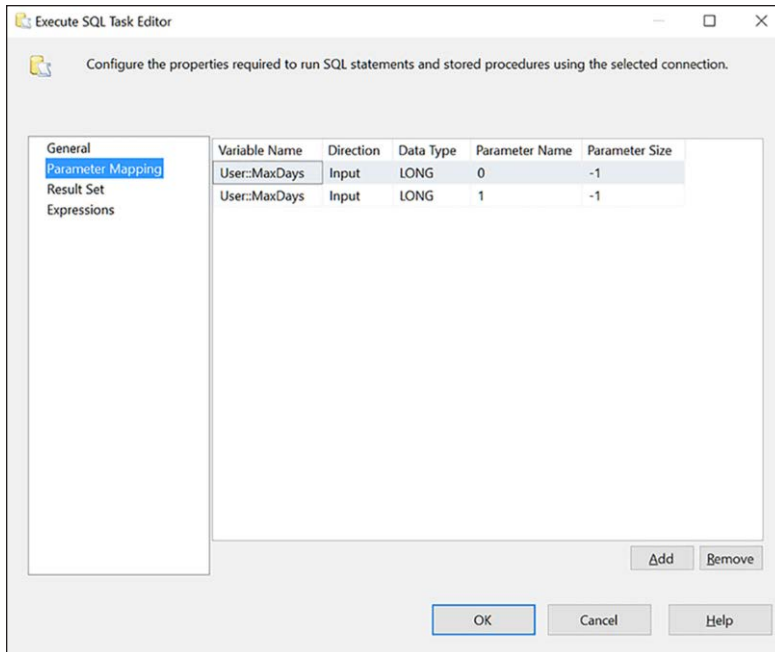 Execute SQL Task Editor
Configure the properties required to run SQL statements and stored procedures using the selected connection.
General
Parameter Mapping
Result Set
Expressions
Variable Name Direction Data Type Parameter Name Parameter Size
User::MaxDays Input LONG 0 -1
User::MaxDays Input LONG 1 -1
Add Remove
OK Cancel Help